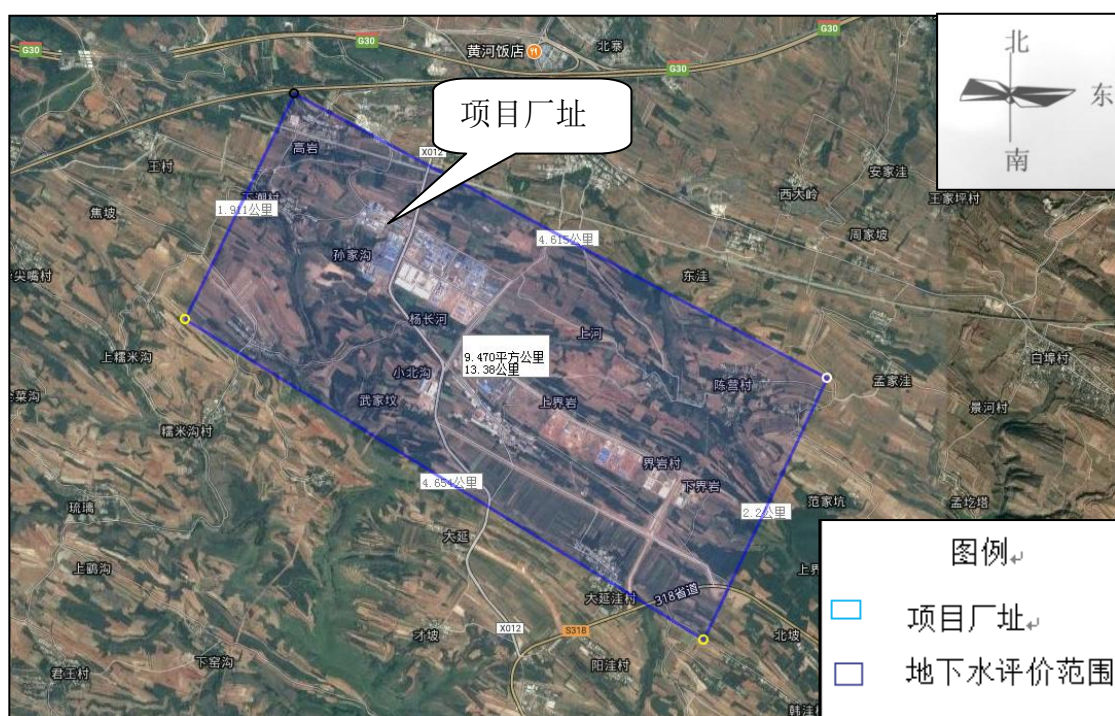 G30
G30
G30
G30
黄河饭店
北寨
北
东
南
项目厂址
高岩
X012
王村
安家洼
西大岭
王家坪村
1.911公里
焦坡
周家坡
4.615公里
孙家沟
东洼
尖嘴村
杨长河
上河
9.470平方公里
13.38公里
上糯米沟
小北沟
白埠村
陈营村
孟家洼
菜沟
武家坟
上界岩
景河村
糯米沟村
界岩村
4.654公里
下界岩
琉璃
2.2公里
范家坑
孟圪塔
大延
图例
上鹞沟
大延洼村
318省道
项目厂址
才坡
X012
S318
北坡
下窑沟
阳洼村
君王村
地下水评价范围